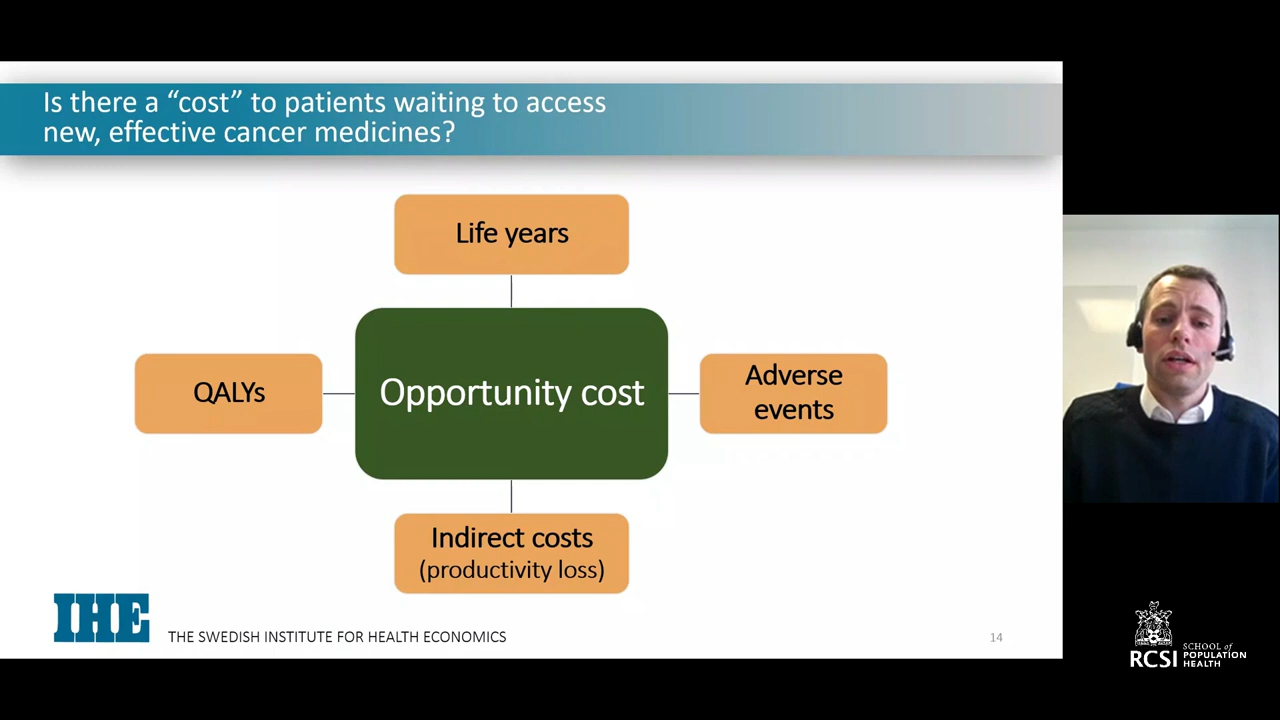 Is there a “cost” to patients waiting to access
new, effective cancer medicines?
Life years
QALYs
Opportunity cost
Adverse
events
Indirect costs
(productivity loss)
IHE
THE SWEDISH INSTITUTE FOR HEALTH ECONOMICS
14
RCSI
SCHOOL of
POPULATION
HEALTH